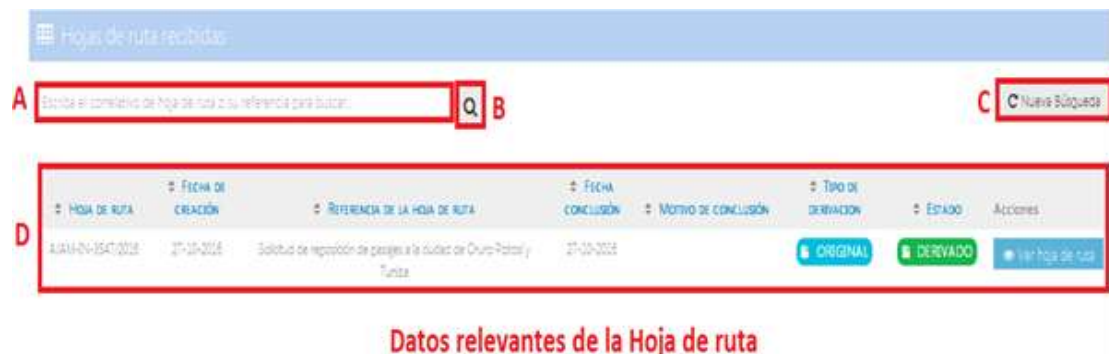 Hojas de ruta recibidas
A
Escriba el correlativo de hoja de ruta o su referencia para buscar...
B
C
Nueva Búsqueda
D
HOJA DE RUTA
FECHA DE CREACIÓN
REFERENCIA DE LA HOJA DE RUTA
FECHA CONCLUSIÓN
MOTIVO DE CONCLUSIÓN
TIPO DE DERIVACION
ESTADO
Acciones
27-10-2016
Solicitud de reposición de pasajes a la ciudad de Oruro Potosí y
27-10-2016
ORIGINAL
DERIVADO
Ver hoja de ruta
Datos relevantes de la Hoja de ruta